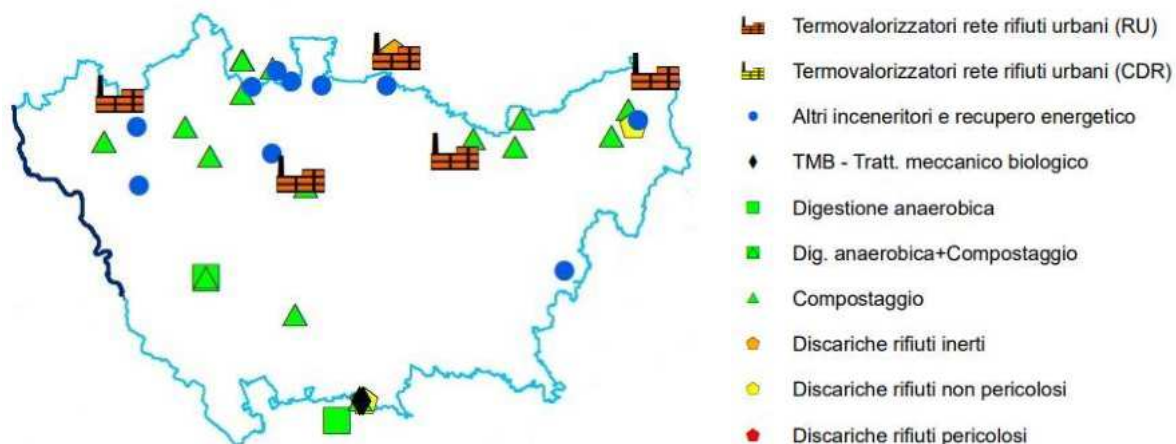 Termovalorizzatori rete rifiuti urbani (RU)
Termovalorizzatori rete rifiuti urbani (CDR)
Altri inceneritori e recupero energetico
TMB - Tratt. meccanico biologico
Digestione anaerobica
Dig. anaerobica+Compostaggio
Compostaggio
Discariche rifiuti inerti
Discariche rifiuti non pericolosi
Discariche rifiuti pericolosi